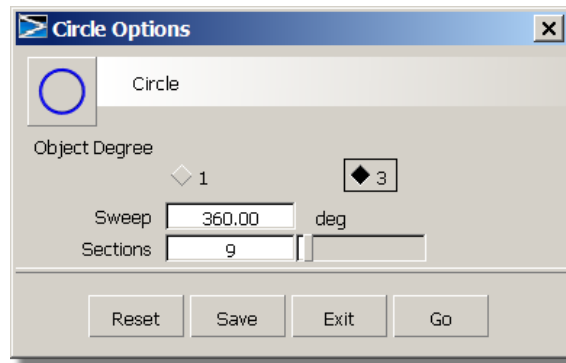 Circle Options
Circle
Object Degree
1 3
Sweep 360.00 deg
Sections 9
Reset Save Exit Go